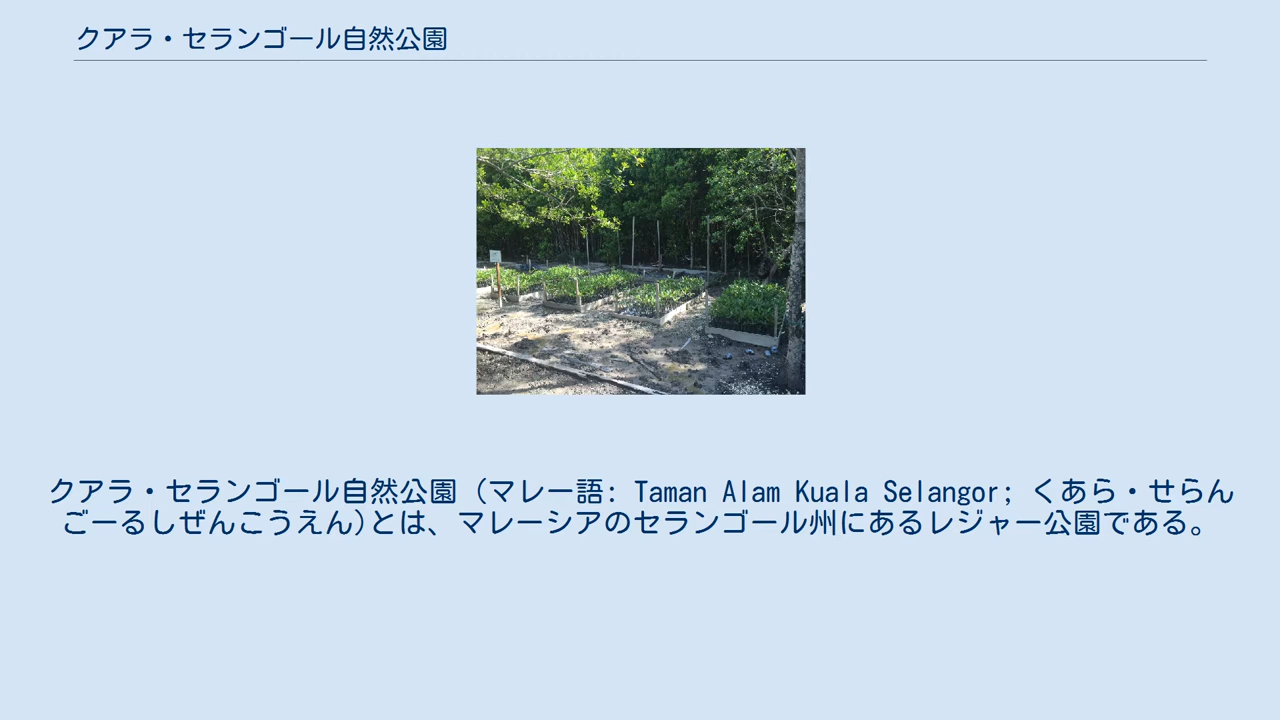 クアラ・セランゴール自然公園
クアラ・セランゴール自然公園 (マレー語: Taman Alam Kuala Selangor; くあら・せらん
ごーるしぜんこうえん)とは、マレーシアのセランゴール州にあるレジャー公園である。